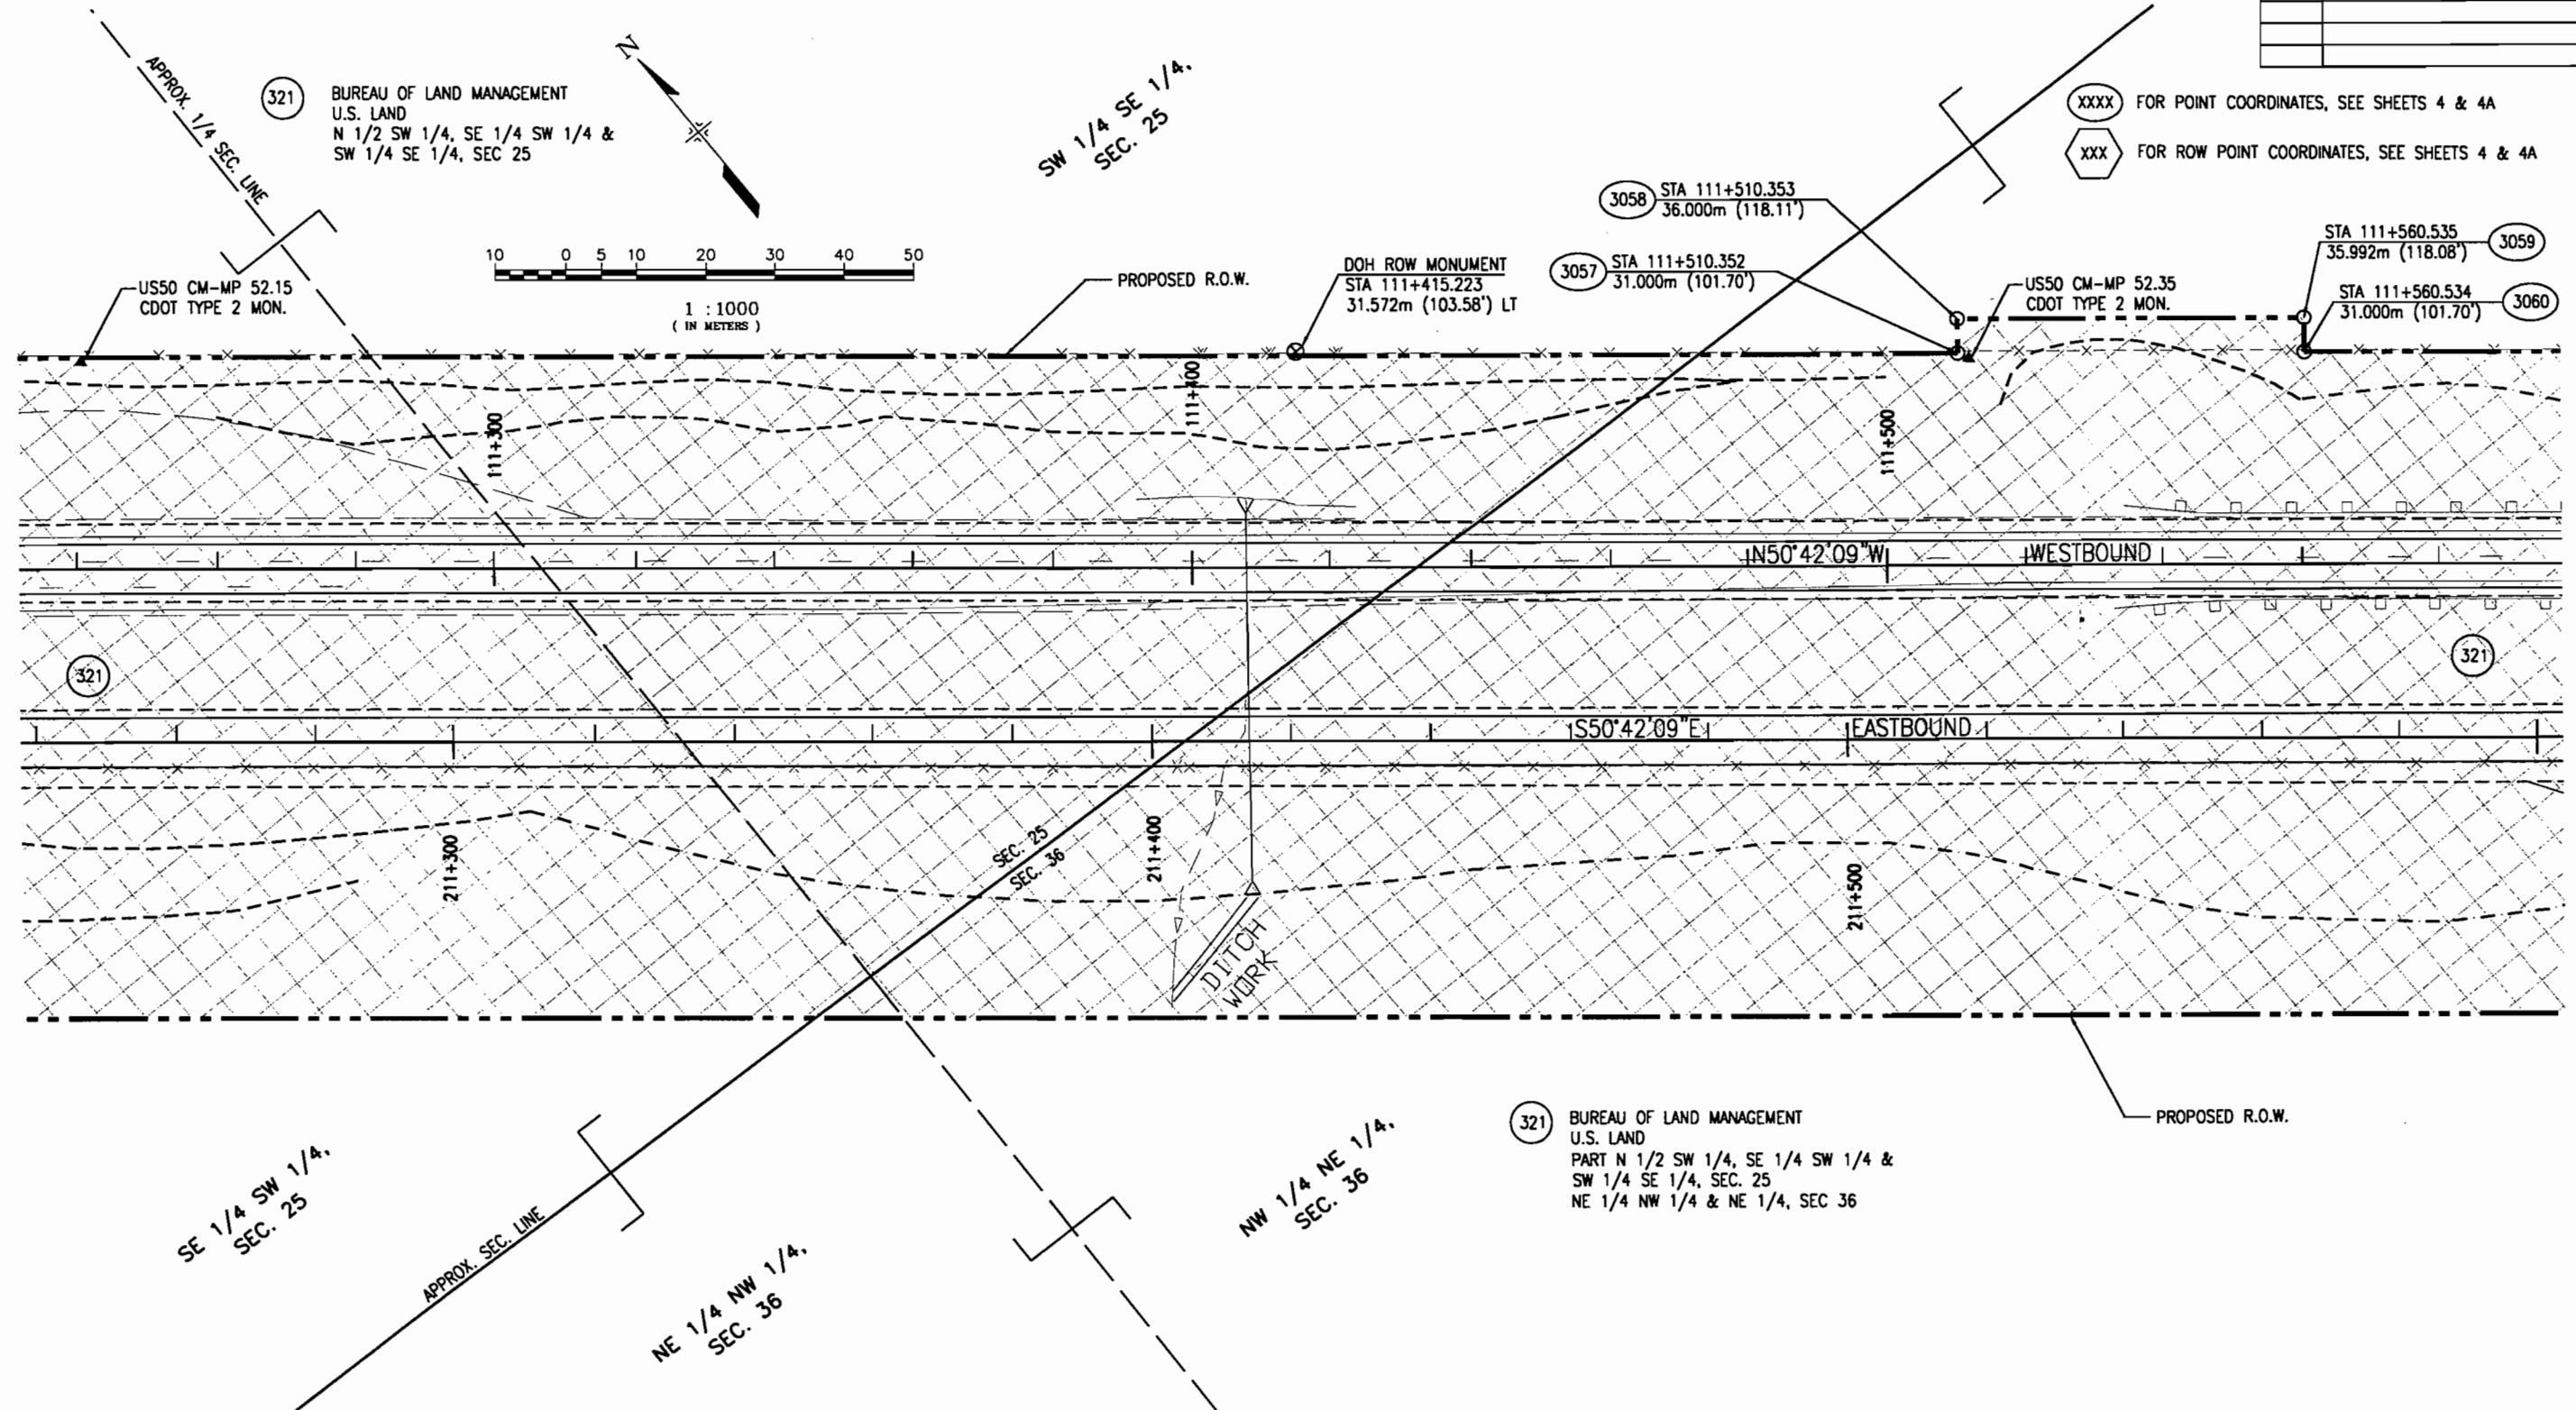 APPROX. 1/4 SEC. LINE
321
BUREAU OF LAND MANAGEMENT
U.S. LAND
N 1/2 SW 1/4, SE 1/4 SW 1/4 &
SW 1/4 SE 1/4, SEC 25
N
SW 1/4 SE 1/4,
SEC. 25
XXXX FOR POINT COORDINATES, SEE SHEETS 4 & 4A
XXX FOR ROW POINT COORDINATES, SEE SHEETS 4 & 4A
3058 STA 111+510.353
36.000m (118.11')
3057 STA 111+510.352
31.000m (101.70')
STA 111+560.535 3059
35.992m (118.08')
STA 111+560.534 3060
31.000m (101.70')
US50 CM-MP 52.15
CDOT TYPE 2 MON.
10 0 5 10 20 30 40 50
1 :1000
( IN METERS )
PROPOSED R.O.W.
DOH ROW MONUMENT
STA 111+415.223
31.572m (103.58') LT
US50 CM-MP 52.35
CDOT TYPE 2 MON.
111+300
111+400
111+500
N50°42'09"W
WESTBOUND
321
321
S50°42'09"E
EASTBOUND
211+300
SEC. 25
SEC. 36
211+400
211+500
DITCH
WORK
SE 1/4 SW 1/4,
SEC. 25
APPROX. SEC. LINE
NE 1/4 NW 1/4,
SEC. 36
NW 1/4 NE 1/4,
SEC. 36
321
BUREAU OF LAND MANAGEMENT
U.S. LAND
PART N 1/2 SW 1/4, SE 1/4 SW 1/4 &
SW 1/4 SE 1/4, SEC. 25
NE 1/4 NW 1/4 & NE 1/4, SEC 36
PROPOSED R.O.W.